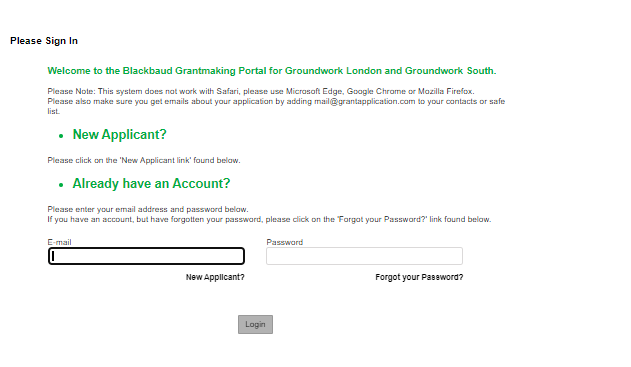 Please Sign In
Welcome to the Blackbaud Grantmaking Portal for Groundwork London and Groundwork South.
Please Note: This system does not work with Safari, please use Microsoft Edge, Google Chrome or Mozilla Firefox.
Please also make sure you get emails about your application by adding mail@grantapplication.com to your contacts or safe
list.
• New Applicant?
Please click on the 'New Applicant link' found below.
• Already have an Account?
Please enter your email address and password below.
If you have an account, but have forgotten your password, please click on the 'Forgot your Password?' link found below.
E-mail Password
New Applicant? Forgot your Password?
Login